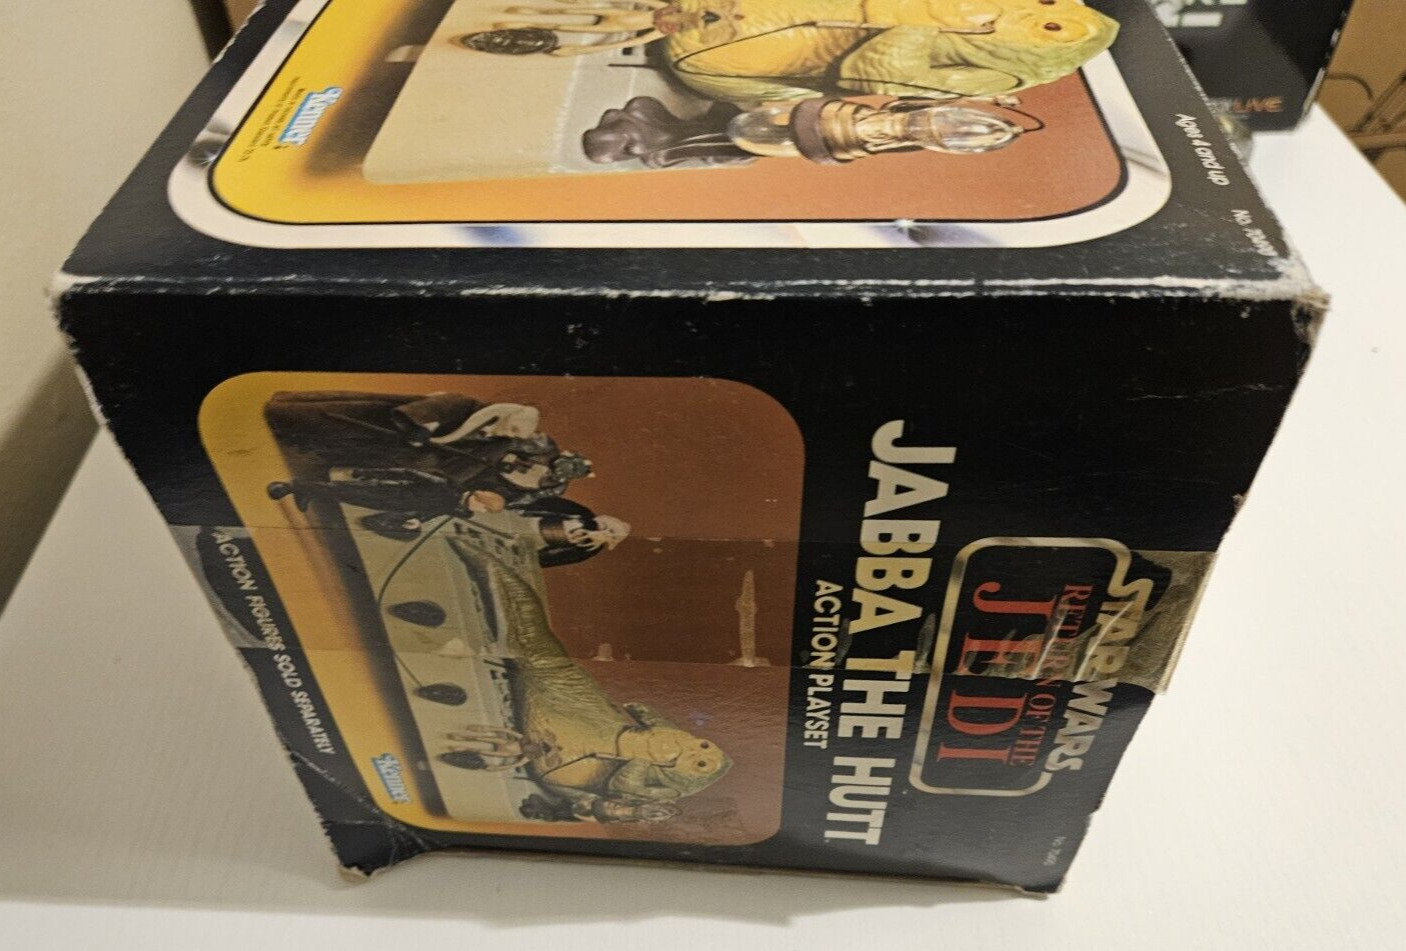 Kenner
Ages 4 and up
STAR WARS
RETURN OF THE
JEDI
JABBA THE HUTT
ACTION PLAYSET
Kenner
ACTION FIGURES SOLD SEPARATELY
LIVE